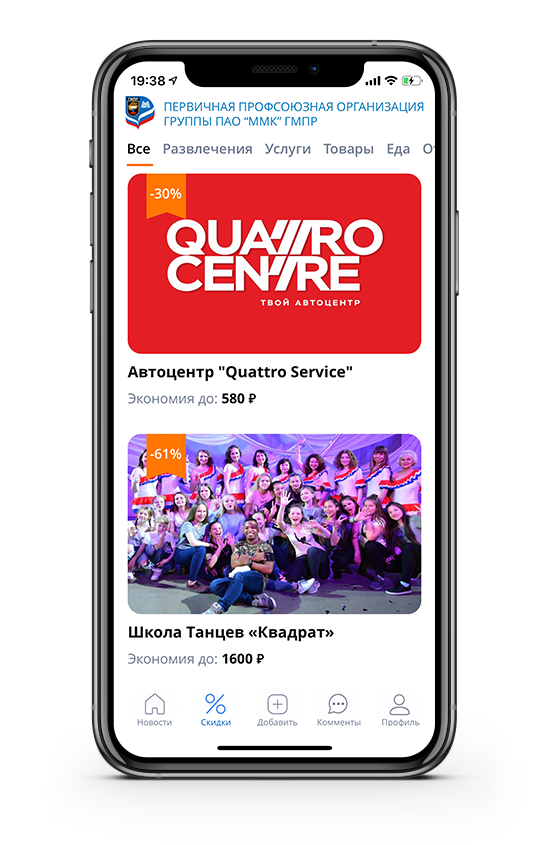 19:38
ПЕРВИЧНАЯ ПРОФСОЮЗНАЯ ОРГАНИЗАЦИЯ
ГРУППЫ ПАО “ММК” ГМПР
Все Развлечения Услуги Товары Еда От
-30%
QUATTRO
CENTRE
ТВОЙ АВТОЦЕНТР
Автоцентр "Quattro Service"
Экономия до: 580 ₽
-61%
Школа Танцев «Квадрат»
Экономия до: 1600 ₽
Новости Скидки Добавить Комменты Профиль